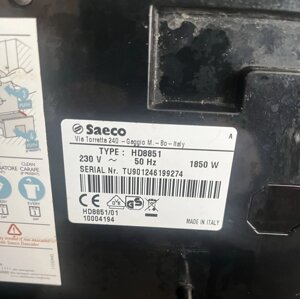 Saeco
Via Torretta 240 - Gaggio M. - Bo - Italy
TYPE : HD8851
230 V ~ 50 Hz 1850 W
SERIAL Nr. TU901246199274
HD8851/01
10004194
MADE IN ITALY
A
CLEAN
CARAFE